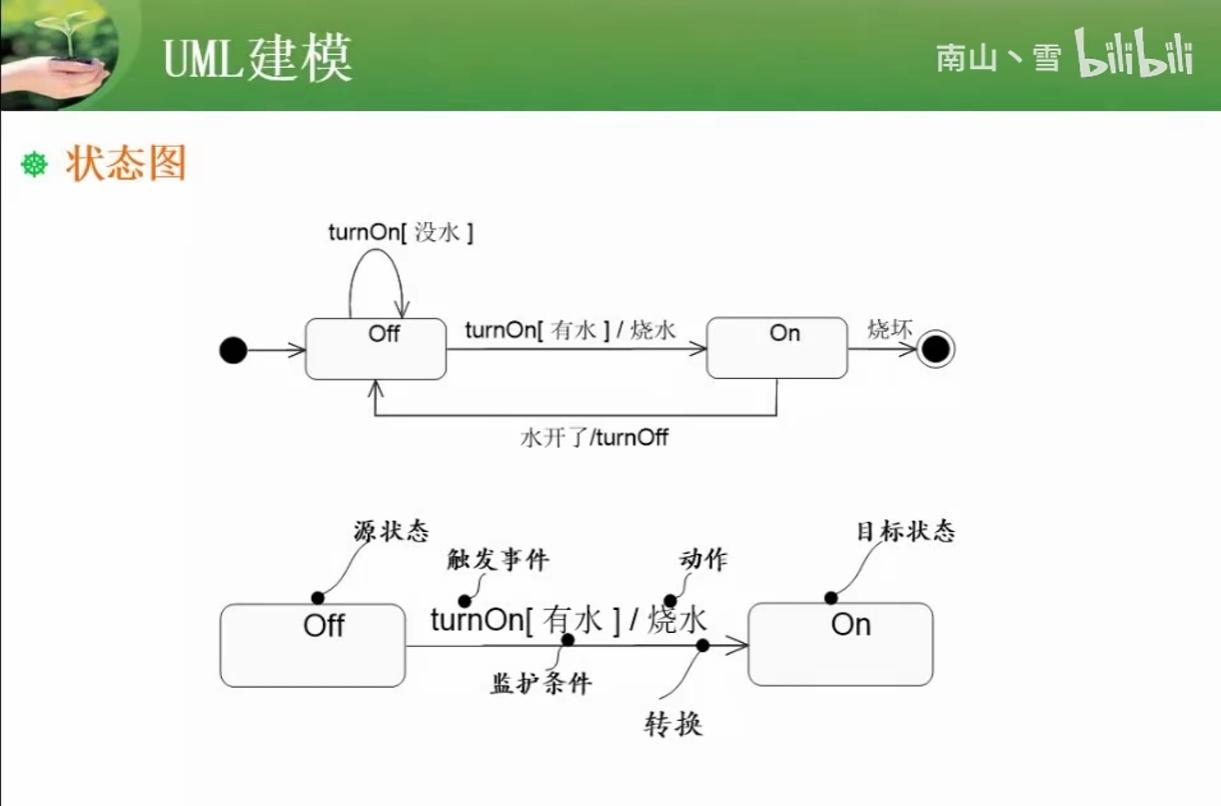 UML建模
南山丶雪 bilibili
状态图
turnOn[ 没水 ]
Off
turnOn[ 有水 ] / 烧水
On
烧坏
水开了/turnOff
源状态
目标状态
触发事件
动作
Off
turnOn[ 有水 ] / 烧水
On
监护条件
转换